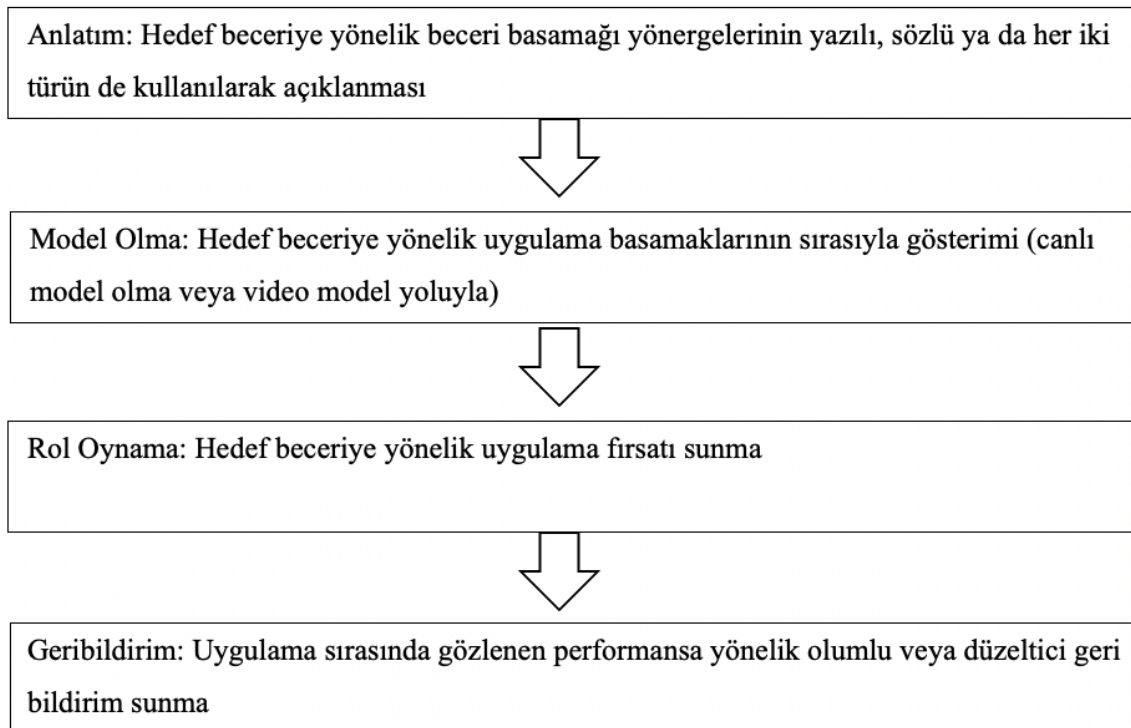 Anlatım: Hedef beceriye yönelik beceri basamağı yönergelerinin yazılı, sözlü ya da her iki
türün de kullanılarak açıklanması
Model Olma: Hedef beceriye yönelik uygulama basamaklarının sırasıyla gösterimi (canlı
model olma veya video model yoluyla)
Rol Oynama: Hedef beceriye yönelik uygulama fırsatı sunma
Geribildirim: Uygulama sırasında gözlenen performansa yönelik olumlu veya düzeltici geri
bildirim sunma